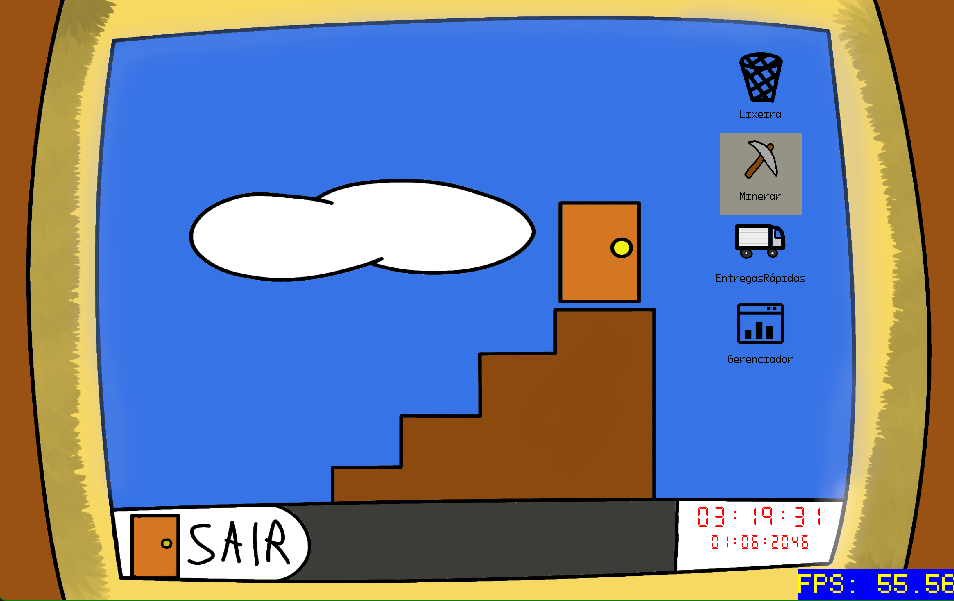 Lixeira
Minerar
EntregasRápidas
Gerenciador
SAIR
03:19:31
01:06:2046
FPS: 55.56